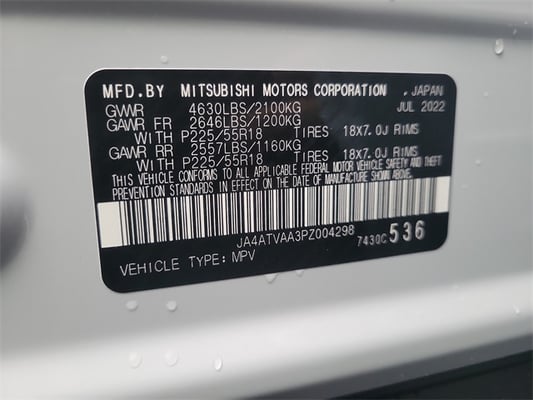 MFD.BY MITSUBISHI MOTORS CORPORATION , JAPAN
GVWR 4630LBS/2100KG JUL 2022
GAWR FR 2646LBS/1200KG
WITH P225/55R18 TIRES 18X7.0J RIMS
GAWR RR 2557LBS/1160KG
WITH P225/55R18 TIRES 18X7.0J RIMS
THIS VEHICLE CONFORMS TO ALL APPLICABLE FEDERAL MOTOR VEHICLE SAFETY AND THEFT
PREVENTION STANDARDS IN EFFECT ON THE DATE OF MANUFACTURE SHOWN ABOVE.
JA4ATVAA3PZ004298 7430C 536
VEHICLE TYPE: MPV